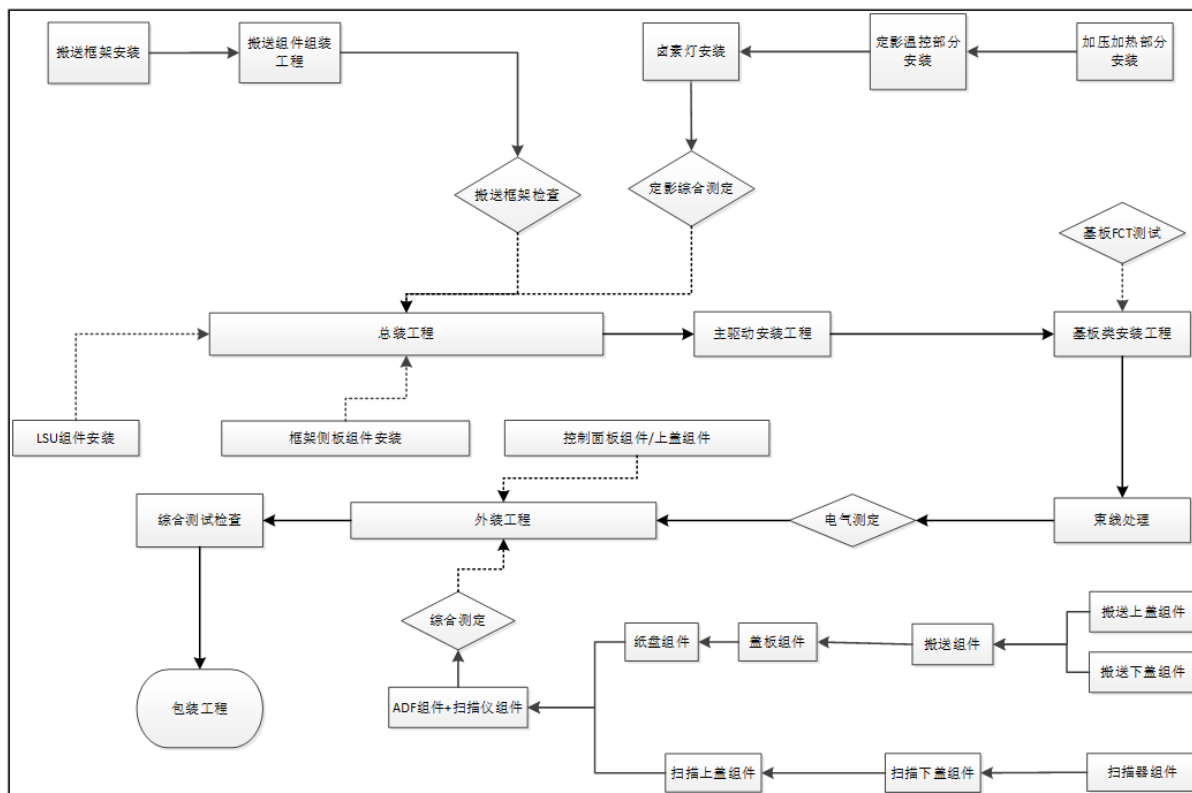 搬送框架安装
搬送组件组装
工程
卤素灯安装
定影温控部分
安装
加压加热部分
安装
搬送框架检查
定影综合测定
基板FCT测试
总装工程
主驱动安装工程
基板类安装工程
LSU组件安装
框架侧板组件安装
控制面板组件/上盖组件
综合测试检查
外装工程
电气测定
束线处理
综合测定
纸盘组件
盖板组件
搬送组件
搬送上盖组件
搬送下盖组件
包装工程
ADF组件+扫描仪组件
扫描上盖组件
扫描下盖组件
扫描器组件